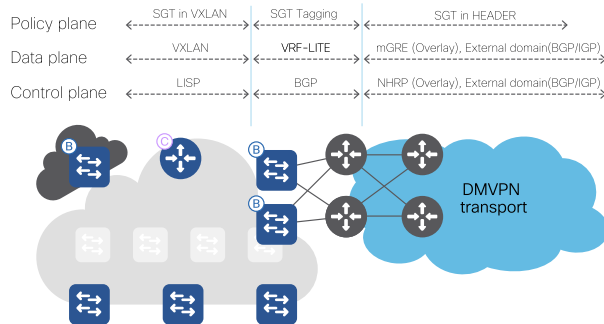 Policy plane SGT in VXLAN SGT Tagging SGT in HEADER
Data plane VXLAN VRF-LITE mGRE (Overlay), External domain(BGP/IGP)
Control plane LISP BGP NHRP (Overlay), External domain(BGP/IGP)
B
C
B
B
DMVPN
transport